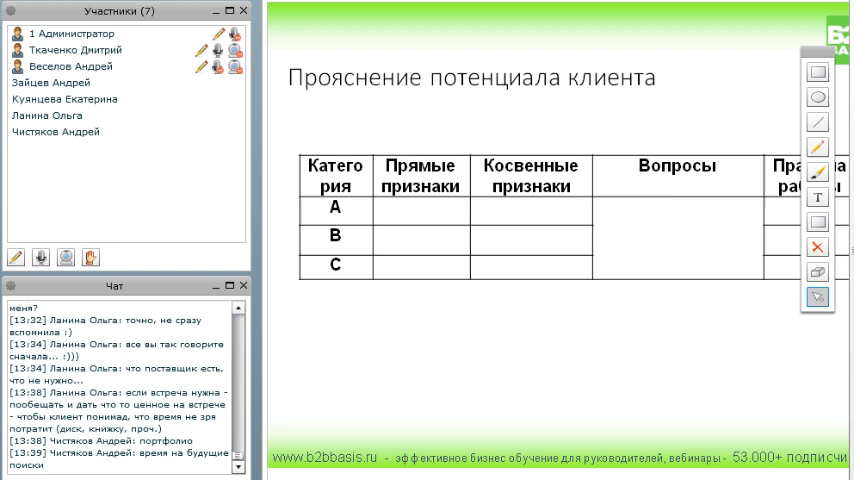 Участники (7)
1 Администратор
Ткаченко Дмитрий
Веселов Андрей
Зайцев Андрей
Куянцева Екатерина
Ланина Ольга
Чистяков Андрей
Чат
меня?
[13:32] Ланина Ольга: точно, не сразу
вспомнила :)
[13:34] Ланина Ольга: все вы так говорите
сначала... :)))
[13:34] Ланина Ольга: что поставщик есть,
что не нужно...
[13:38] Ланина Ольга: если встреча нужна -
пообещать и дать что то ценное на встрече
- чтобы клиент понимад, что время не зря
потратит (диск, книжку, проч.)
[13:38] Чистяков Андрей: портфолио
[13:39] Чистяков Андрей: время на будущие
поиски
Прояснение потенциала клиента
Катего
рия
Прямые
признаки
Косвенные
признаки
Вопросы
A
B
C
T
www.b2bbasis.ru - эффективное бизнес обучение для руководителей, вебинары - 53.000+ подписчи